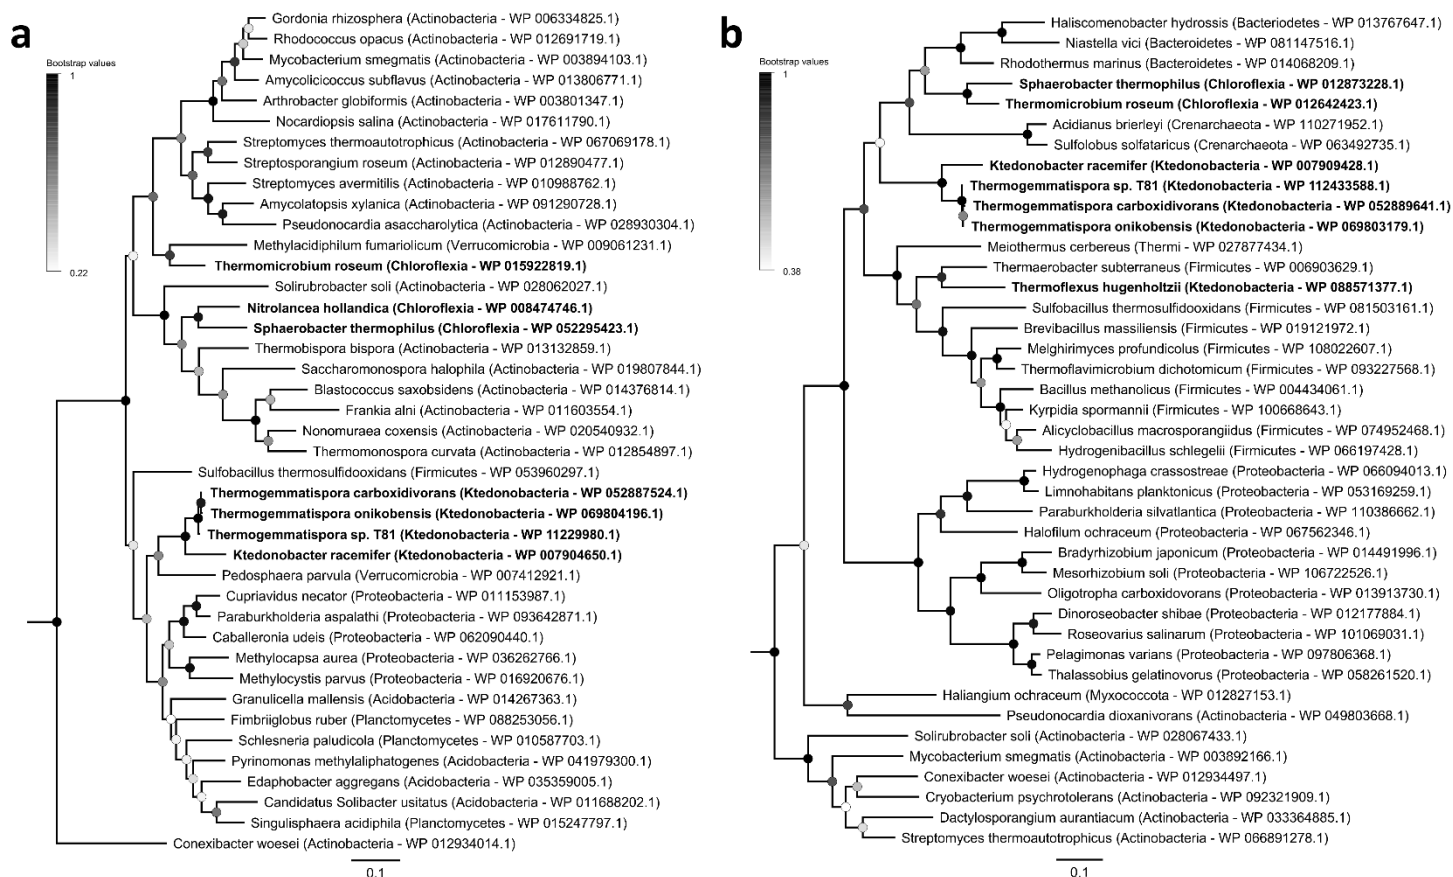 a
Bootstrap values
1
0.22
Gordonia rhizosphera (Actinobacteria - WP 006334825.1)
Rhodococcus opacus (Actinobacteria - WP 012691719.1)
Mycobacterium smegmatis (Actinobacteria - WP 003894103.1)
Amycolicicoccus subflavus (Actinobacteria - WP 013806771.1)
Arthrobacter globiformis (Actinobacteria - WP 003801347.1)
Nocardiopsis salina (Actinobacteria - WP 017611790.1)
Streptomyces thermoautotrophicus (Actinobacteria - WP 067069178.1)
Streptosporangium roseum (Actinobacteria - WP 012890477.1)
Streptomyces avermitilis (Actinobacteria - WP 010988762.1)
Amycolatopsis xylanica (Actinobacteria - WP 091290728.1)
Pseudonocardia asaccharolytica (Actinobacteria - WP 028930304.1)
Methylacidiphilum fumariolicum (Verrucomicrobia - WP 009061231.1)
Thermomicrobium roseum (Chloroflexia - WP 015922819.1)
Solirubrobacter soli (Actinobacteria - WP 028062027.1)
Nitrolancea hollandica (Chloroflexia - WP 008474746.1)
Sphaerobacter thermophilus (Chloroflexia - WP 052295423.1)
Thermobispora bispora (Actinobacteria - WP 013132859.1)
Saccharomonospora halophila (Actinobacteria - WP 019807844.1)
Blastococcus saxobsidens (Actinobacteria - WP 014376814.1)
Frankia alni (Actinobacteria - WP 011603554.1)
Nonomuraea coxensis (Actinobacteria - WP 020540932.1)
Thermomonospora curvata (Actinobacteria - WP 012854897.1)
Sulfobacillus thermosulfidooxidans (Firmicutes - WP 053960297.1)
Thermogemmatispora carboxidivorans (Ktedonobacteria - WP 052887524.1)
Thermogemmatispora onikobensis (Ktedonobacteria - WP 069804196.1)
Thermogemmatispora sp. T81 (Ktedonobacteria - WP 11229980.1)
Ktedonobacter racemifer (Ktedonobacteria - WP 007904650.1)
Pedosphaera parvula (Verrucomicrobia - WP 007412921.1)
Cupriavidus necator (Proteobacteria - WP 011153987.1)
Paraburkholderia aspalathi (Proteobacteria - WP 093642871.1)
Caballeronia udeis (Proteobacteria - WP 062090440.1)
Methylocapsa aurea (Proteobacteria - WP 036262766.1)
Methylocystis parvus (Proteobacteria - WP 016920676.1)
Granulicella mallensis (Acidobacteria - WP 014267363.1)
Fimbriiglobus ruber (Planctomycetes - WP 088253056.1)
Schlesneria paludicola (Planctomycetes - WP 010587703.1)
Pyrinomonas methylaliphatogenes (Acidobacteria - WP 041979300.1)
Edaphobacter aggregans (Acidobacteria - WP 035359005.1)
Candidatus Solibacter usitatus (Acidobacteria - WP 011688202.1)
Singulisphaera acidiphila (Planctomycetes - WP 015247797.1)
Conexibacter woesei (Actinobacteria - WP 012934014.1)
0.1
b
Bootstrap values
1
0.38
Haliscomenobacter hydrossis (Bacteriodetes - WP 013767647.1)
Niastella vici (Bacteroidetes - WP 081147516.1)
Rhodothermus marinus (Bacteroidetes - WP 014068209.1)
Sphaerobacter thermophilus (Chloroflexia - WP 012873228.1)
Thermomicrobium roseum (Chloroflexia - WP 012642423.1)
Acidianus brierleyi (Crenarchaeota - WP 110271952.1)
Sulfolobus solfataricus (Crenarchaeota - WP 063492735.1)
Ktedonobacter racemifer (Ktedonobacteria - WP 007909428.1)
Thermogemmatispora sp. T81 (Ktedonobacteria - WP 112433588.1)
Thermogemmatispora carboxidivorans (Ktedonobacteria - WP 052889641.1)
Thermogemmatispora onikobensis (Ktedonobacteria - WP 069803179.1)
Meiothermus cerbereus (Thermi - WP 027877434.1)
Thermaerobacter subterraneus (Firmicutes - WP 006903629.1)
Thermoflexus hugenholtzii (Ktedonobacteria - WP 088571377.1)
Sulfobacillus thermosulfidooxidans (Firmicutes - WP 081503161.1)
Brevibacillus massiliensis (Firmicutes - WP 019121972.1)
Melghirimyces profundicolus (Firmicutes - WP 108022607.1)
Thermoflavimicrobium dichotomicum (Firmicutes - WP 093227568.1)
Bacillus methanolicus (Firmicutes - WP 004434061.1)
Kyrpidia spormannii (Firmicutes - WP 100668643.1)
Alicyclobacillus macrosporangiidus (Firmicutes - WP 074952468.1)
Hydrogenibacillus schlegelii (Firmicutes - WP 066197428.1)
Hydrogenophaga crassostreae (Proteobacteria - WP 066094013.1)
Limnohabitans planktonicus (Proteobacteria - WP 053169259.1)
Paraburkholderia silvatlantica (Proteobacteria - WP 110386662.1)
Halofilum ochraceum (Proteobacteria - WP 067562346.1)
Bradyrhizobium japonicum (Proteobacteria - WP 014491996.1)
Mesorhizobium soli (Proteobacteria - WP 106722526.1)
Oligotropha carboxidovorans (Proteobacteria - WP 013913730.1)
Dinoroseobacter shibae (Proteobacteria - WP 012177884.1)
Roseovarius salinarum (Proteobacteria - WP 101069031.1)
Pelagimonas varians (Proteobacteria - WP 097806368.1)
Thalassobius gelatinovorus (Proteobacteria - WP 058261520.1)
Haliangium ochraceum (Myxococcota - WP 012827153.1)
Pseudonocardia dioxanivorans (Actinobacteria - WP 049803668.1)
Solirubrobacter soli (Actinobacteria - WP 028067433.1)
Mycobacterium smegmatis (Actinobacteria - WP 003892166.1)
Conexibacter woesei (Actinobacteria - WP 012934497.1)
Cryobacterium psychrotolerans (Actinobacteria - WP 092321909.1)
Dactylosporangium aurantiacum (Actinobacteria - WP 033364885.1)
Streptomyces thermoautotrophicus (Actinobacteria - WP 066891278.1)
0.1